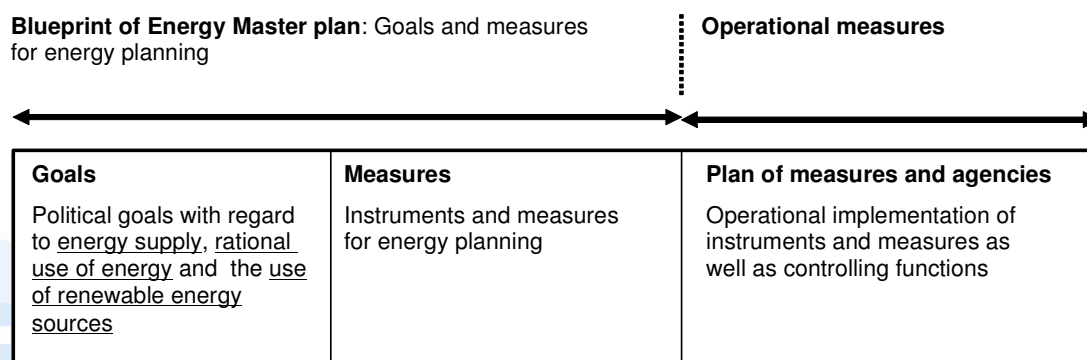 Blueprint of Energy Master plan: Goals and measures
for energy planning
Operational measures
Goals
Political goals with regard
to energy supply, rational
use of energy and the use
of renewable energy
sources
Measures
Instruments and measures
for energy planning
Plan of measures and agencies
Operational implementation of
instruments and measures as
well as controlling functions